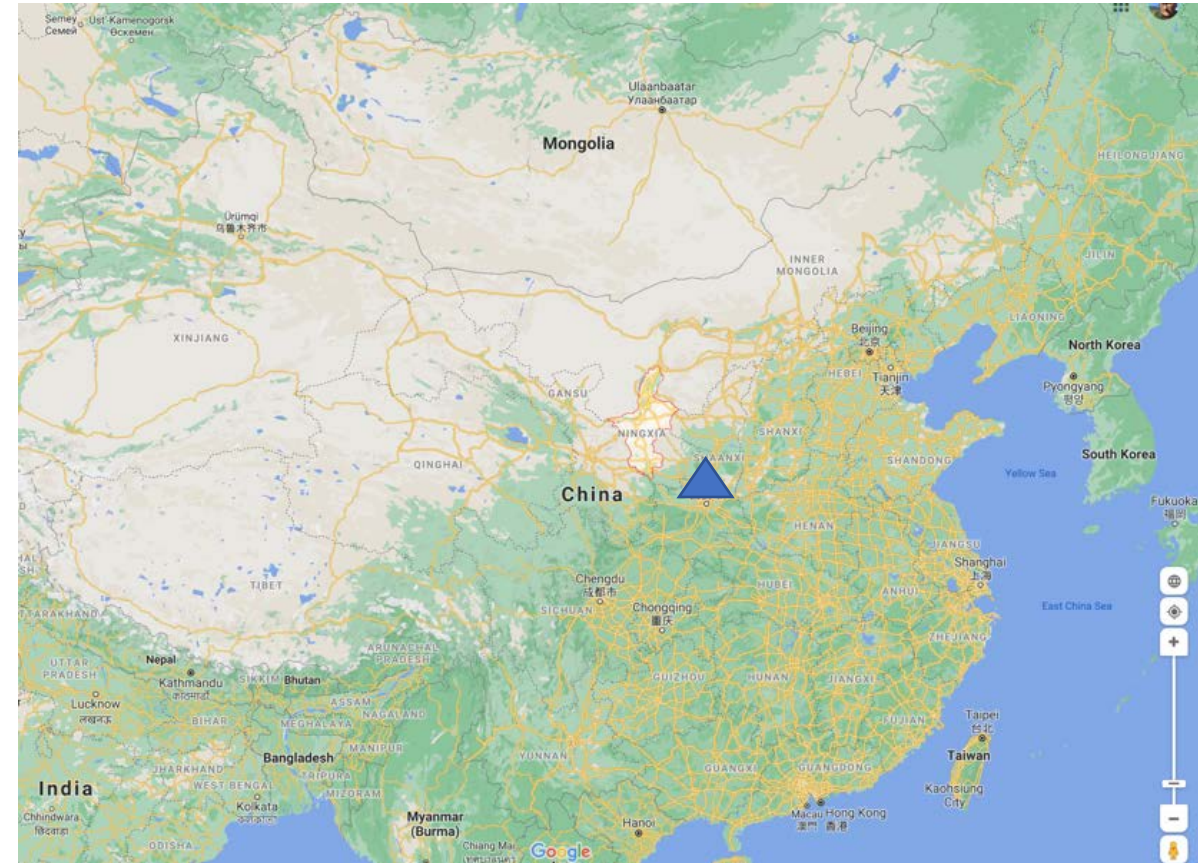 Semey
Семей
Ust-Kamenogorsk
Өскемен
Ulaanbaatar
Улаанбаатар
Mongolia
HEILONGJIANG
Ürümqi
乌鲁木齐市
INNER
MONGOLIA
JILIN
LIAONING
XINJIANG
Beijing
北京
North Korea
HEBEI
Tianjin
天津
Pyongyang
평양
GANSU
NINGXIA
SHANXI
SHAANXI
SHANDONG
South Korea
QINGHAI
Yellow Sea
China
Fukuoka
福岡
HENAN
JIANGSU
Shanghai
上海
TIBET
Chengdu
成都市
HUBEI
ANHUI
SICHUAN
Chongqing
重庆
East China Sea
UTTARAKHAND
ZHEJIANG
ARUNACHAL
PRADESH
UTTAR
PRADESH
Nepal
Kathmandu
SIKKIM
Bhutan
GUIZHOU
HUNAN
JIANGXI
Lucknow
लखनऊ
ASSAM
NAGALAND
BIHAR
MEGHALAYA
FUJIAN
Taipei
台北
MANIPUR
Bangladesh
YUNNAN
Taiwan
JHARKHAND
TRIPURA
GUANGXI
GUANGDONG
India
WEST BENGAL
MIZORAM
Kaohsiung
City
Kolkata
Chhindwara
Myanmar
(Burma)
Macau
Hong Kong
香港
Hanoi
ODISHA
Chiang Mai
Google